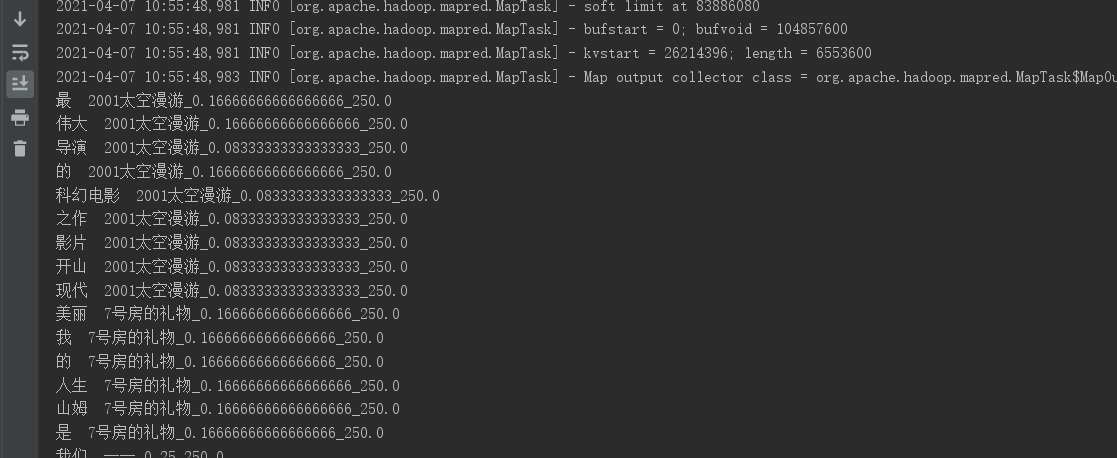 2021-04-07 10:55:48,981 INFO [org.apache.hadoop.mapred.MapTask] - soft limit at 83886080
2021-04-07 10:55:48,981 INFO [org.apache.hadoop.mapred.MapTask] - bufstart = 0; bufvoid = 104857600
2021-04-07 10:55:48,981 INFO [org.apache.hadoop.mapred.MapTask] - kvstart = 26214396; length = 6553600
2021-04-07 10:55:48,983 INFO [org.apache.hadoop.mapred.MapTask] - Map output collector class = org.apache.hadoop.mapred.MapTask$MapOu
最  2001太空漫游_0.16666666666666666_250.0
伟大  2001太空漫游_0.16666666666666666_250.0
导演  2001太空漫游_0.08333333333333333_250.0
的  2001太空漫游_0.16666666666666666_250.0
科幻电影  2001太空漫游_0.08333333333333333_250.0
之作  2001太空漫游_0.08333333333333333_250.0
影片  2001太空漫游_0.08333333333333333_250.0
开山  2001太空漫游_0.08333333333333333_250.0
现代  2001太空漫游_0.08333333333333333_250.0
美丽  7号房的礼物_0.16666666666666666_250.0
我  7号房的礼物_0.16666666666666666_250.0
的  7号房的礼物_0.16666666666666666_250.0
人生  7号房的礼物_0.16666666666666666_250.0
山姆  7号房的礼物_0.16666666666666666_250.0
是  7号房的礼物_0.16666666666666666_250.0
我们  一一_0.25_250.0